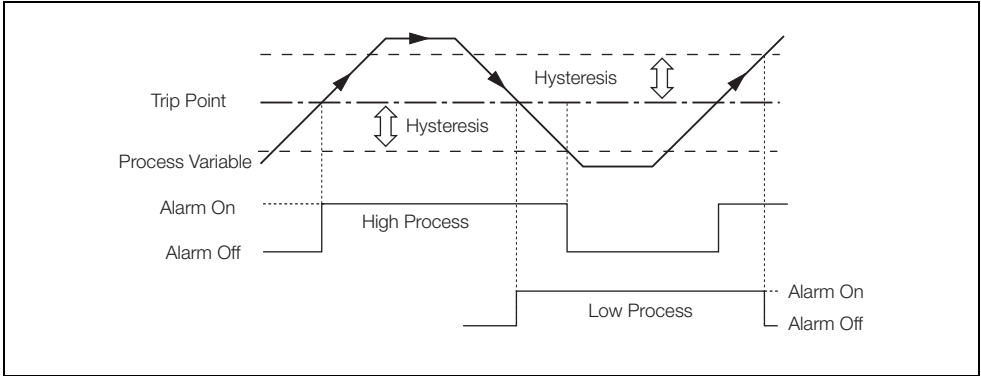 Hysteresis
Trip Point
Hysteresis
Process Variable
Alarm On
High Process
Alarm Off
Alarm On
Low Process
Alarm Off